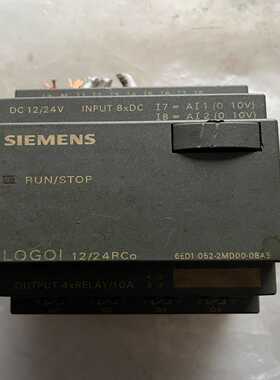 DC 12/24V INPUT 8xDC I7 = AI1(0..10V)
I8 = AI2(0..10V)
SIEMENS
RUN/STOP
LOGO! 12/24RCo
6ED1 052-2MD00-0BA5
OUTPUT 4xRELAY/10A